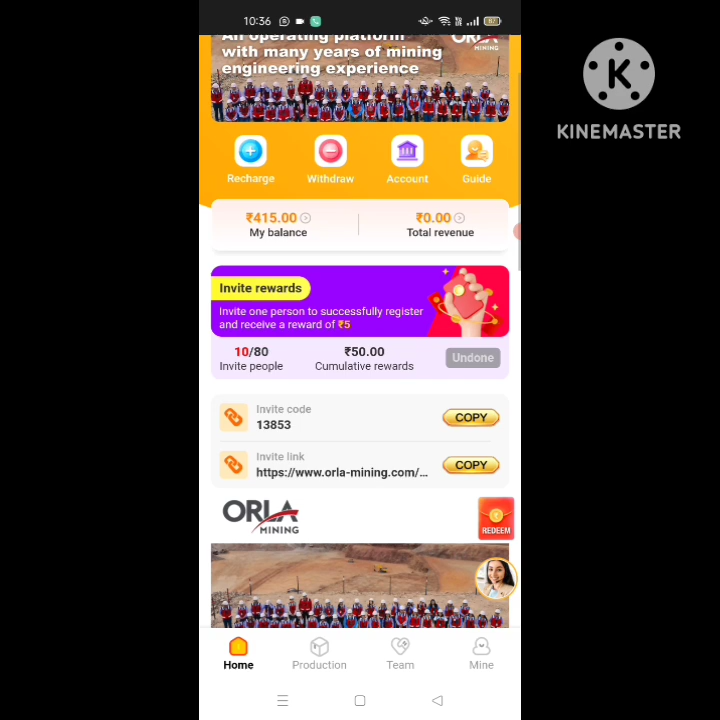 10:36
87
An operating platform
with many years of mining
engineering experience
ORLA
MINING
KINEMASTER
Recharge
Withdraw
Account
Guide
₹415.00
₹0.00
My balance
Total revenue
Invite rewards
Invite one person to successfully register
and receive a reward of ₹5
10/80
₹50.00
Undone
Invite people
Cumulative rewards
Invite code
13853
COPY
Invite link
https://www.orla-mining.com/...
COPY
ORLA
MINING
REDEEM
Home
Production
Team
Mine